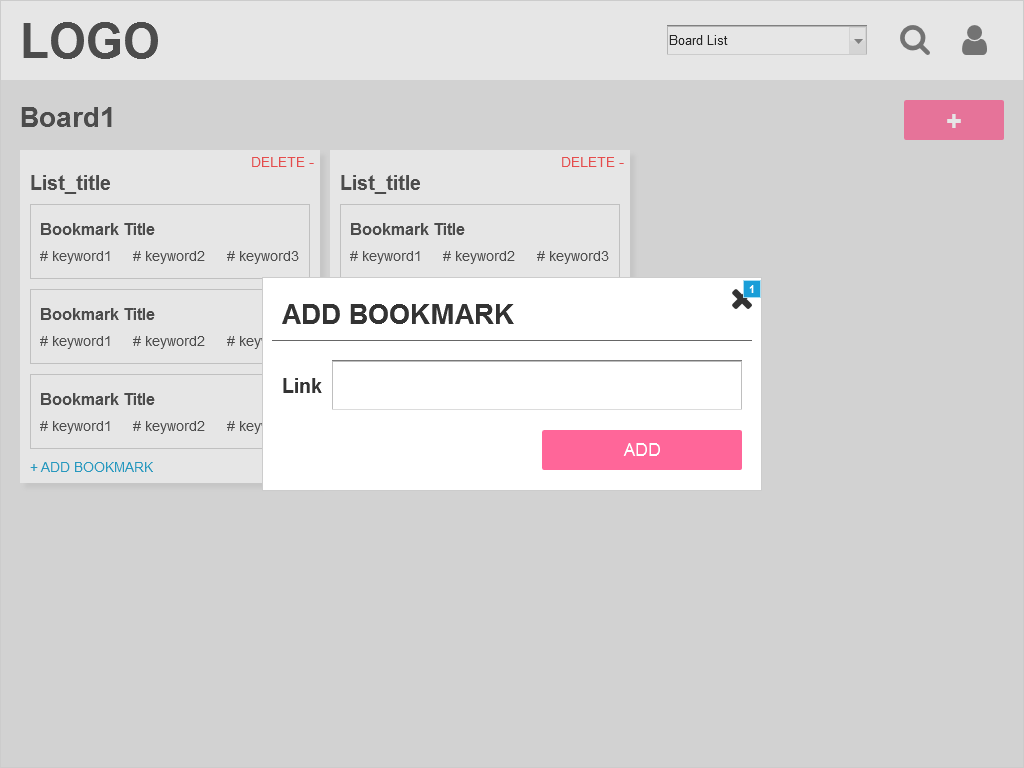 LOGO
Board List
Board1
+
DELETE -
List_title
Bookmark Title
# keyword1 # keyword2 # keyword3
Bookmark Title
# keyword1 # keyword2 # key
Bookmark Title
# keyword1 # keyword2 # key
+ ADD BOOKMARK
DELETE -
List_title
Bookmark Title
# keyword1 # keyword2 # keyword3
ADD BOOKMARK
1
Link
ADD